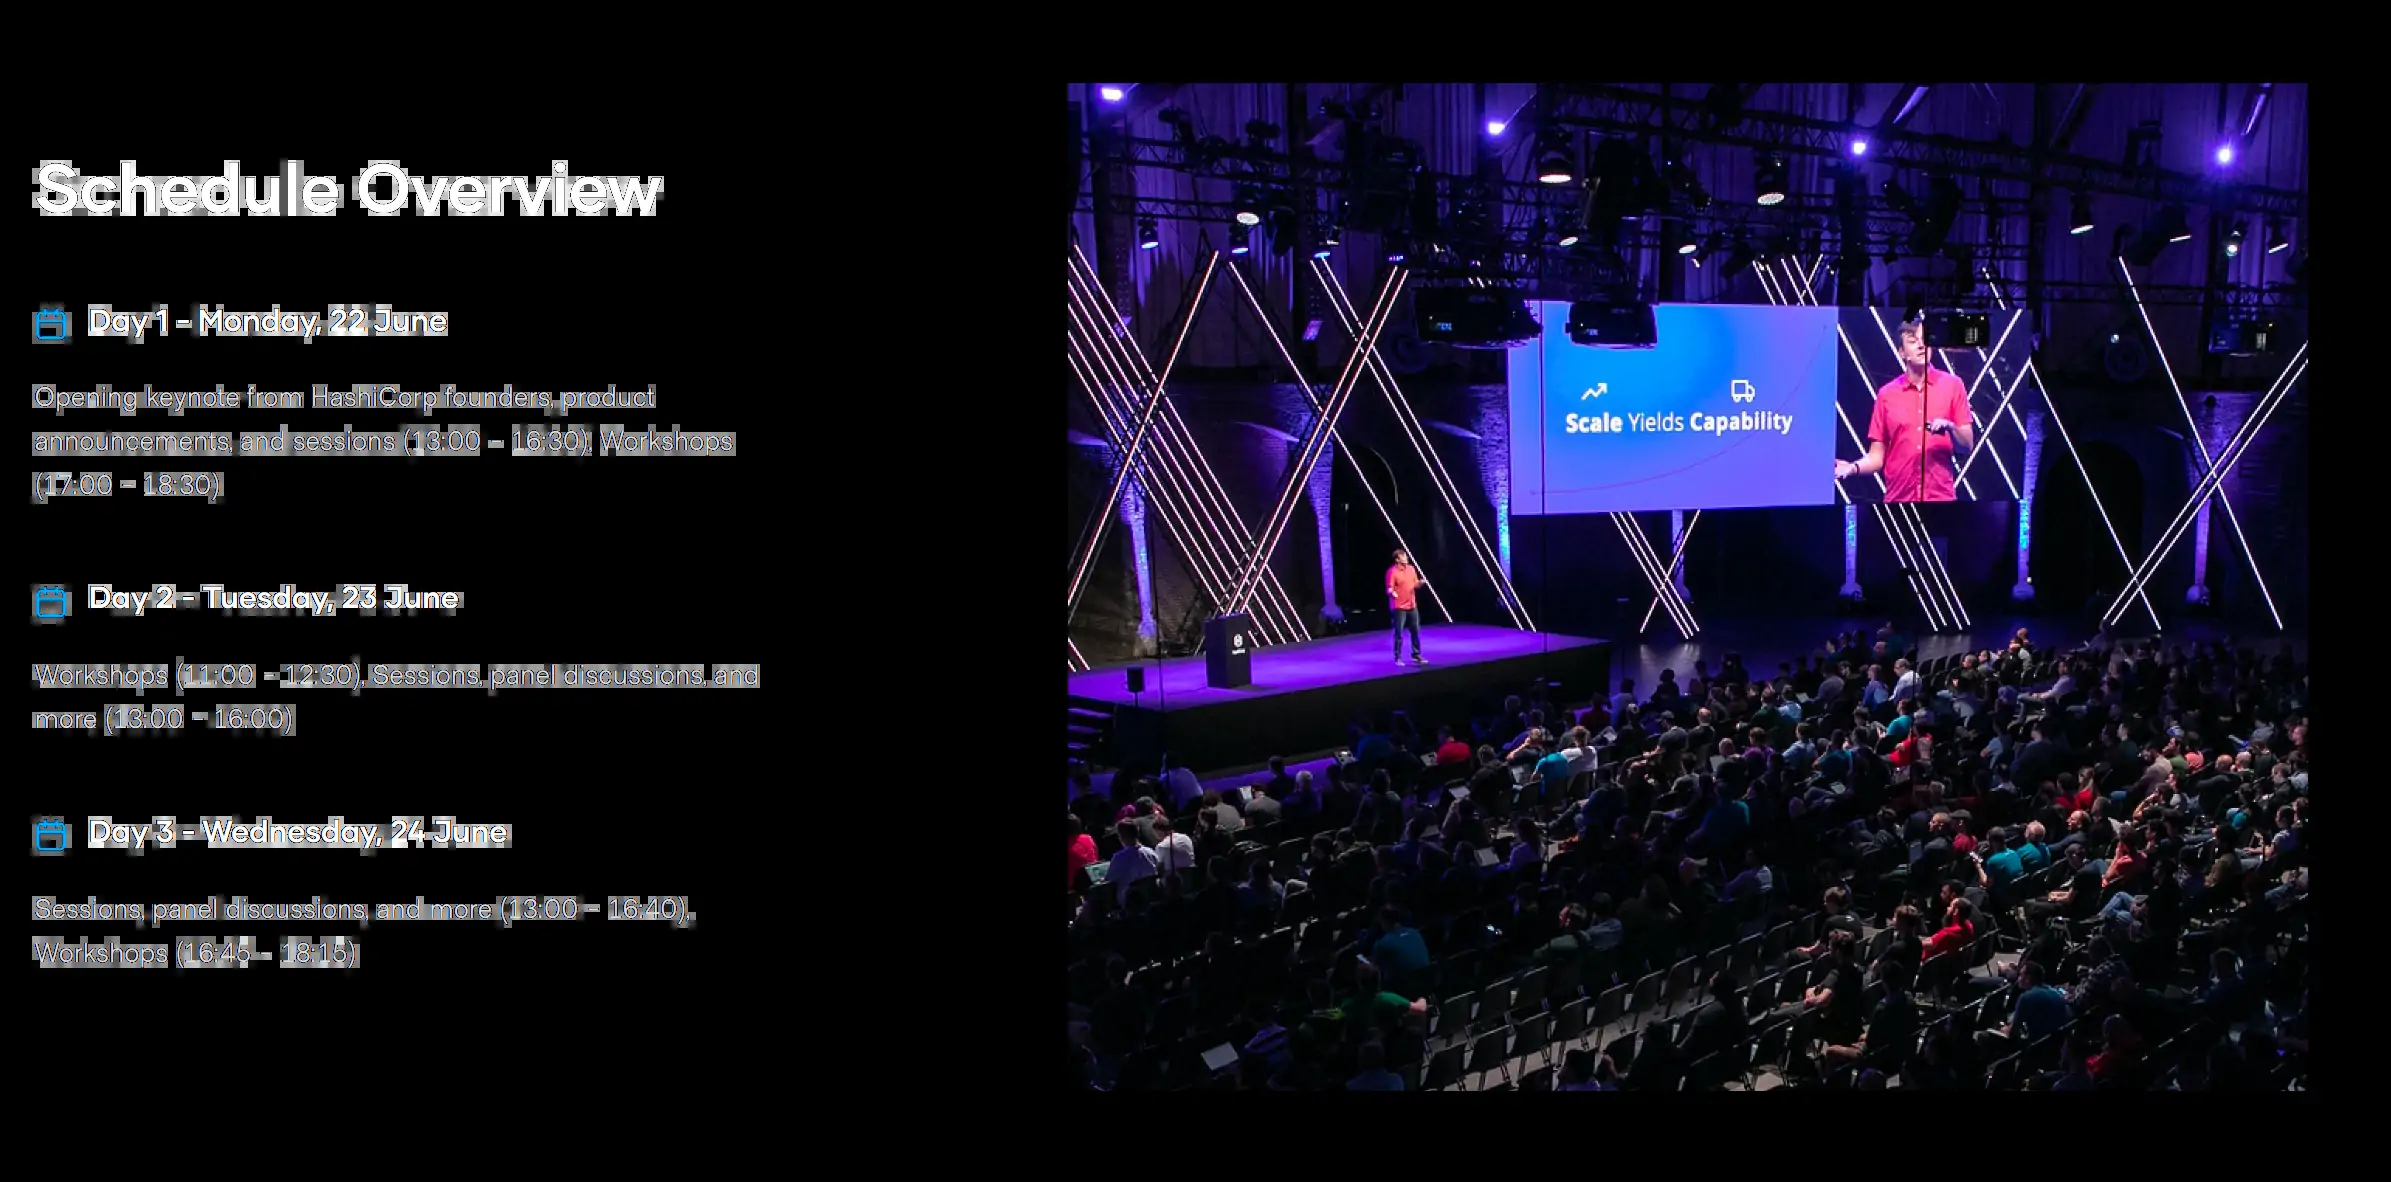 Schedule Overview
Day 1 - Monday, 22 June
Opening keynote from HashiCorp founders, product
announcements, and sessions (13:00 – 16:30), Workshops
(17:00 – 18:30)
Day 2 - Tuesday, 23 June
Workshops (11:00 – 12:30), Sessions, panel discussions, and
more (13:00 – 16:00)
Day 3 - Wednesday, 24 June
Sessions, panel discussions, and more (13:00 – 16:40),
Workshops (16:45 – 18:15)
Scale Yields Capability